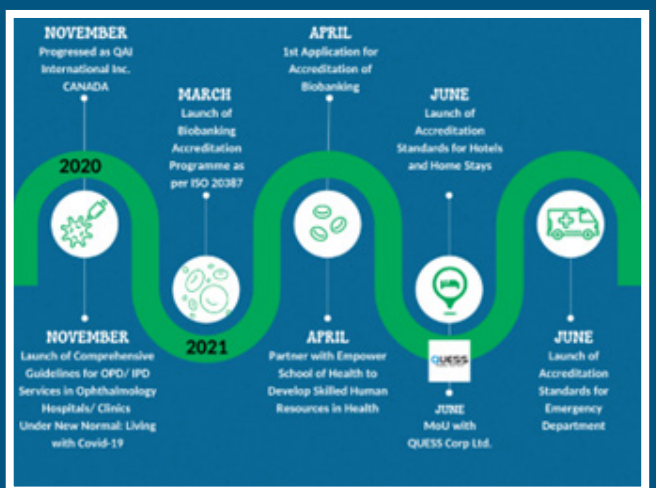 NOVEMBER
Progressed as QAI
International Inc.
CANADA
2020
NOVEMBER
Launch of Comprehensive
Guidelines for OPD/ IPD
Services in Ophthalmology
Hospitals/ Clinics
Under New Normal: Living
with Covid-19
MARCH
Launch of
Biobanking
Accreditation
Programme as
per ISO 20387
2021
APRIL
1st Application for
Accreditation of
Biobanking
APRIL
Partner with Empower
School of Health to
Develop Skilled Human
Resources in Health
JUNE
Launch of
Accreditation
Standards for Hotels
and Home Stays
QUESS
JUNE
MoU with
QUESS Corp Ltd.
JUNE
Launch of
Accreditation
Standards for
Emergency
Department